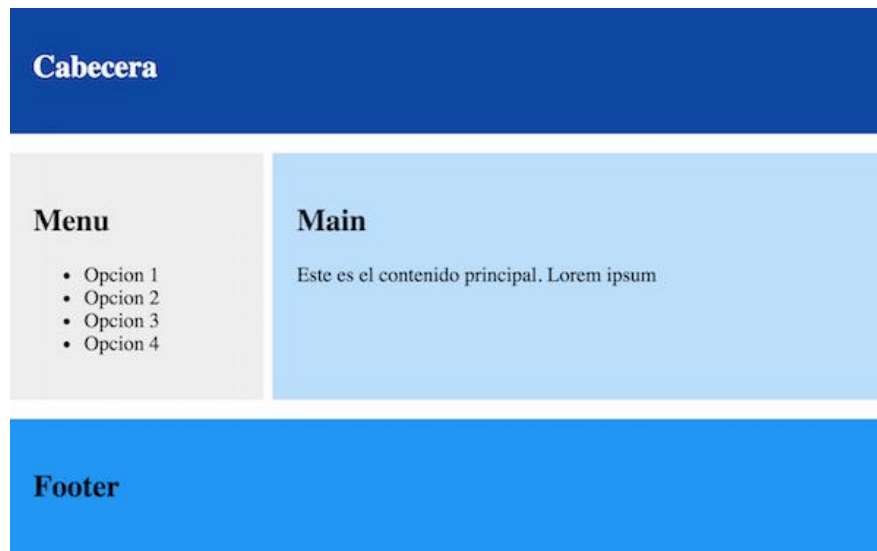 Cabecera
Menu
Opcion 1
Opcion 2
Opcion 3
Opcion 4
Main
Este es el contenido principal. Lorem ipsum
Footer